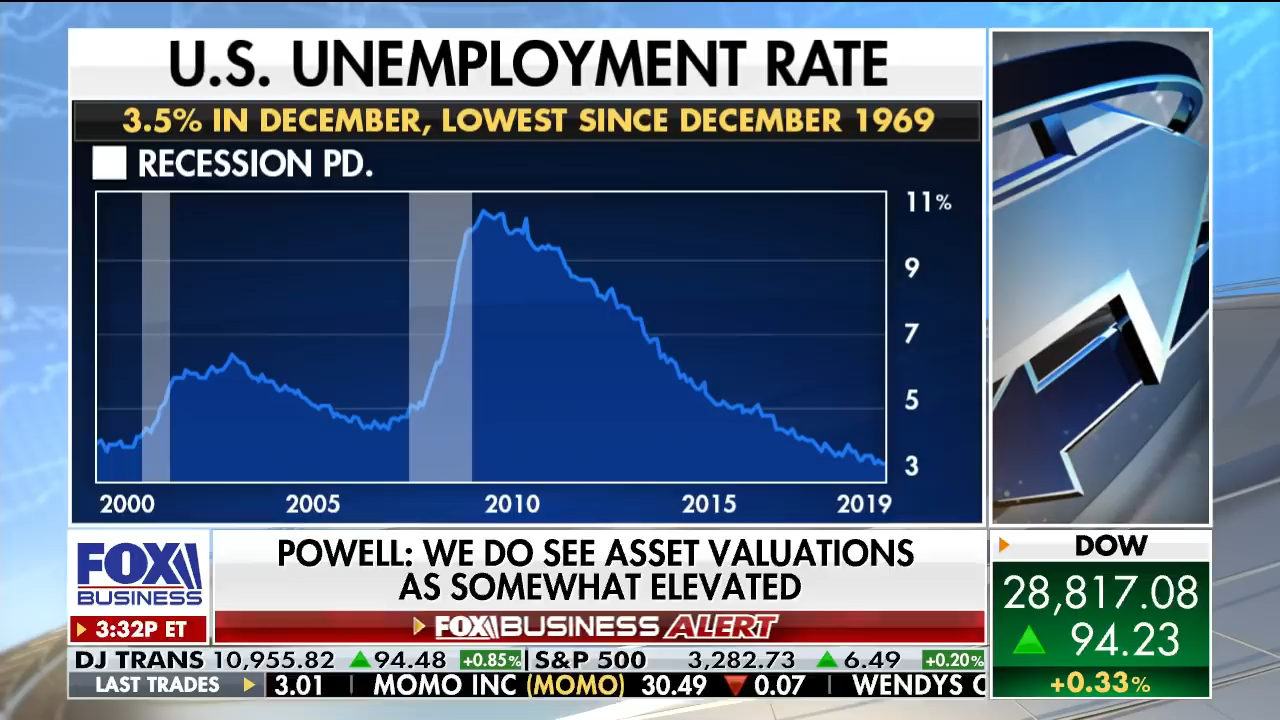 U.S. UNEMPLOYMENT RATE
3.5% IN DECEMBER, LOWEST SINCE DECEMBER 1969
RECESSION PD.
11%
9
7
5
3
2000 2005 2010 2015 2019
FOX BUSINESS
3:32P ET
POWELL: WE DO SEE ASSET VALUATIONS
AS SOMEWHAT ELEVATED
FOX BUSINESS ALERT
DOW
28,817.08
94.23
+0.33%
DJ TRANS 10,955.82 ▲94.48 +0.85% S&P 500 3,282.73 ▲6.49 +0.20%
LAST TRADES 3.01 | MOMO INC (MOMO) 30.49 ▼0.07 | WENDYS C